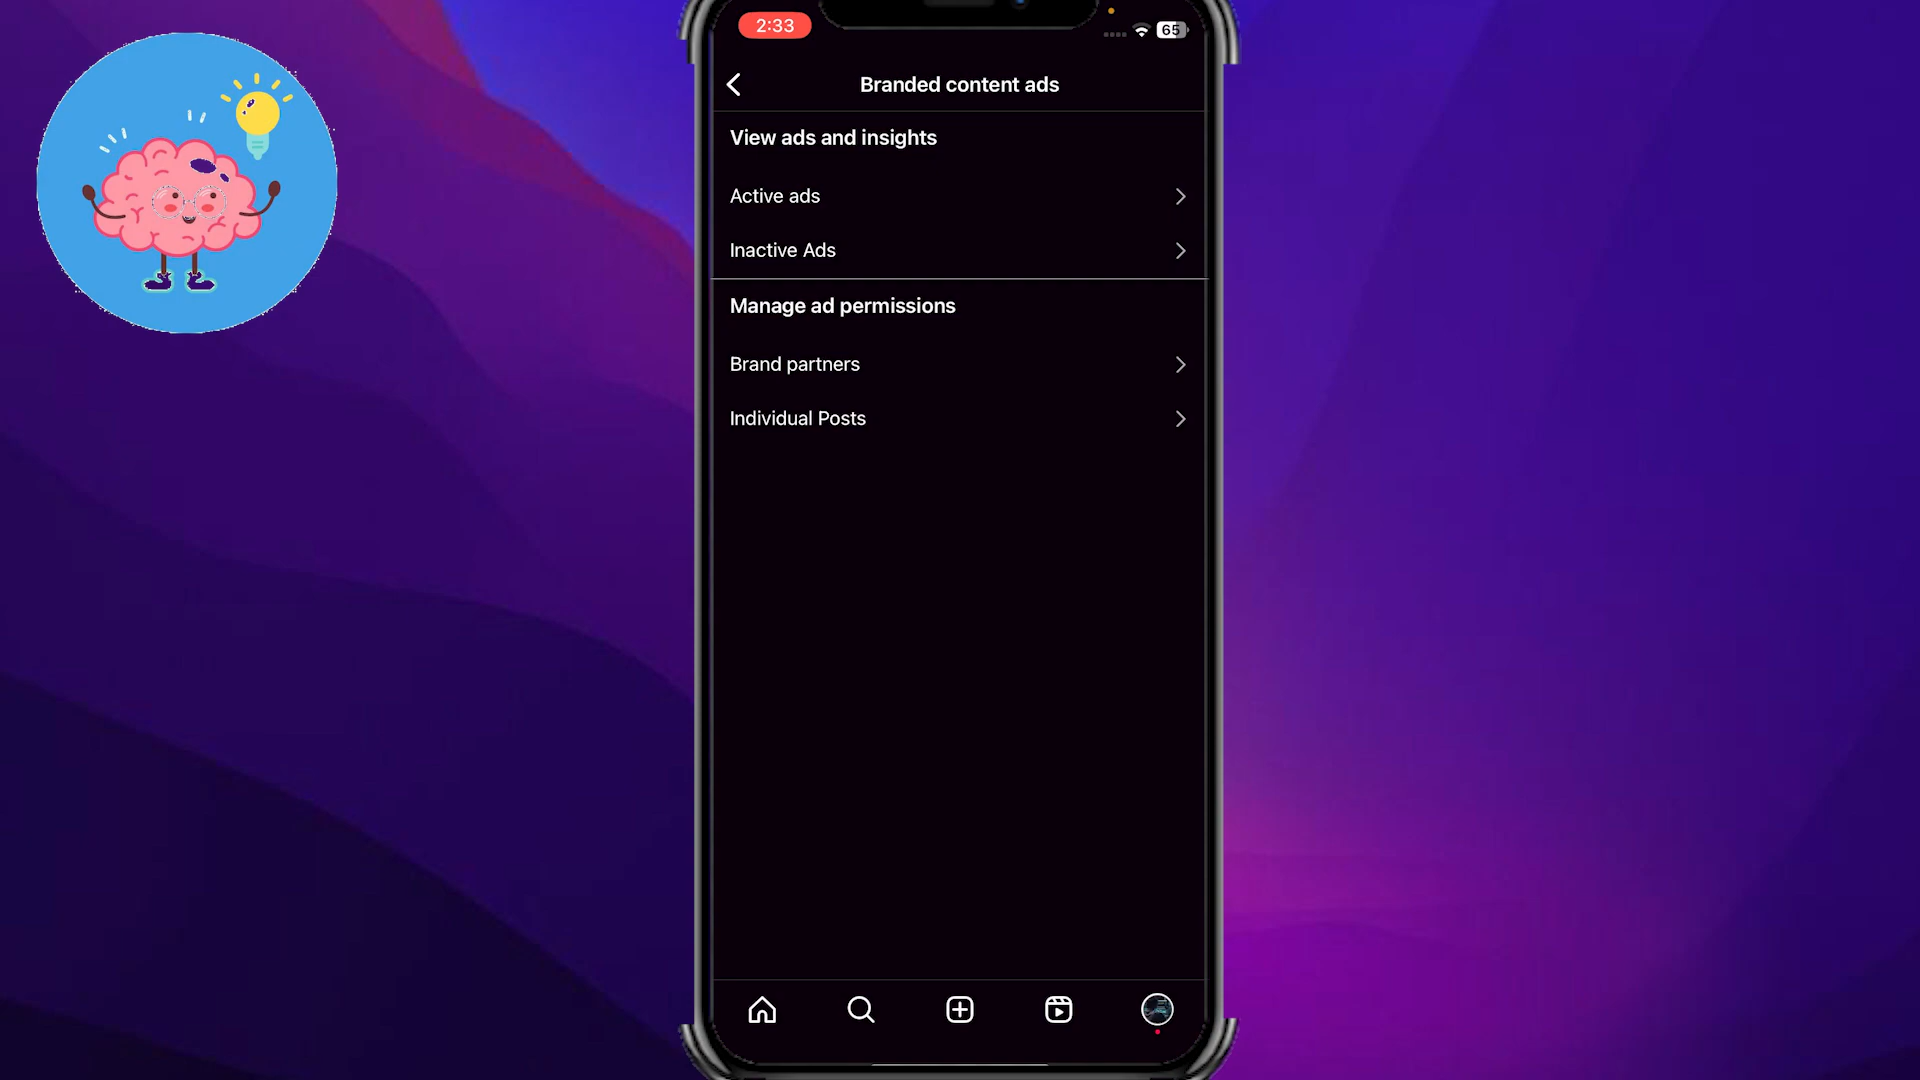 2:33
65
Branded content ads
View ads and insights
Active ads
Inactive Ads
Manage ad permissions
Brand partners
Individual Posts